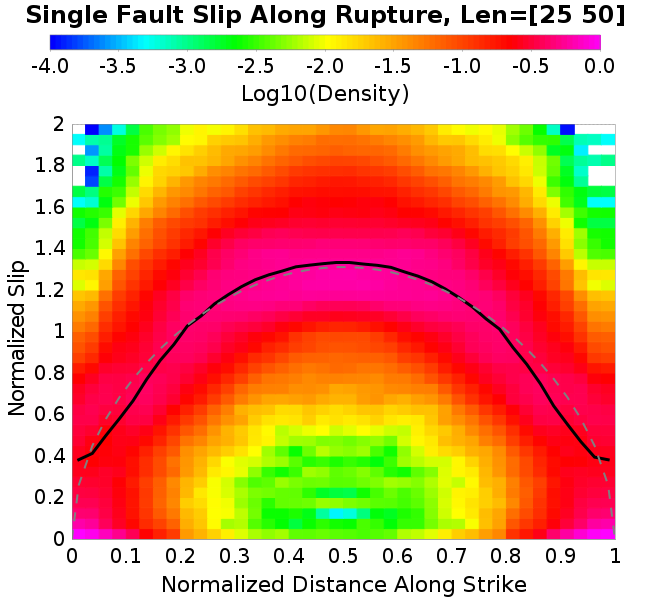 Single Fault Slip Along Rupture, Len=[25 50]
-4.0 -3.5 -3.0 -2.5 -2.0 -1.5 -1.0 -0.5 0.0
Log10(Density)
2
1.8
1.6
1.4
1.2
1
0.8
0.6
0.4
0.2
0
Normalized Slip
0 0.1 0.2 0.3 0.4 0.5 0.6 0.7 0.8 0.9 1
Normalized Distance Along Strike